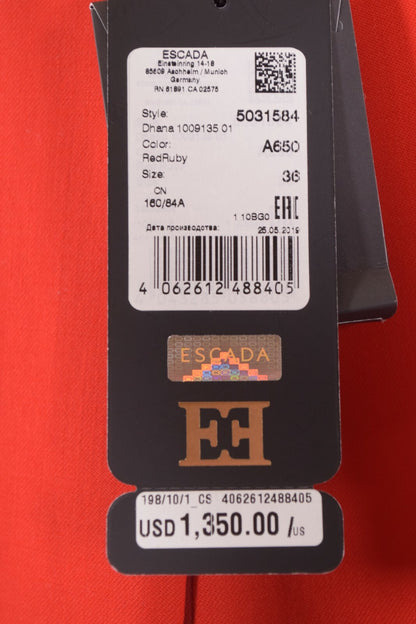 ESCADA
Einsteinring 14-18
85609 Aschheim / Munich
Germany
RN 61891 CA 02575
Style: 5031584
Dhana 1009135 01
Color: A650
RedRuby
Size: 36
CN
160/84A
1 10BG0 EAC
Дата производства: 25.05.2019
4 062612 488405
ESCADA
198/10/1_CS 4062612488405
USD 1,350.00 /US